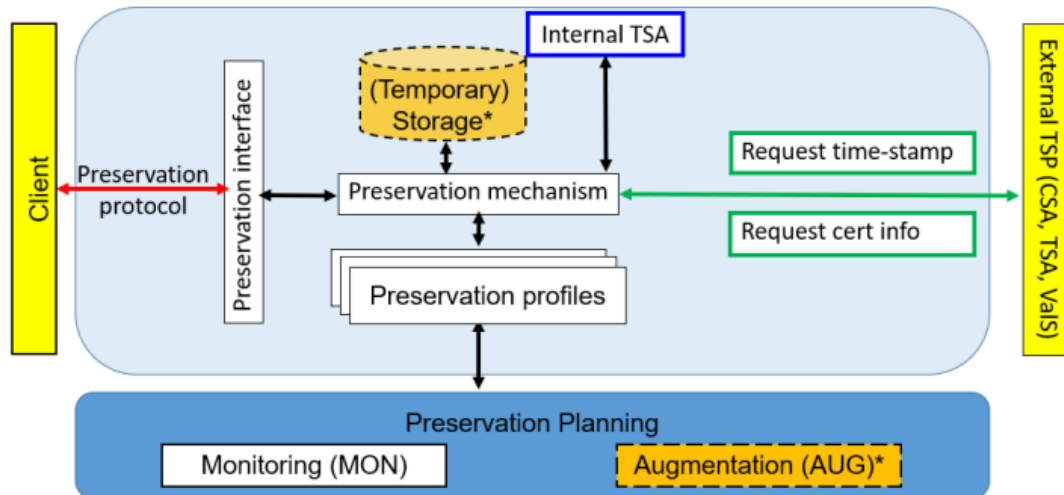 Internal TSA
(Temporary)
Storage*
Client
Preservation
protocol
Preservation interface
Preservation mechanism
Request time-stamp
Request cert info
External TSP (CSA, TSA, ValS)
Preservation profiles
Preservation Planning
Monitoring (MON)
Augmentation (AUG)*